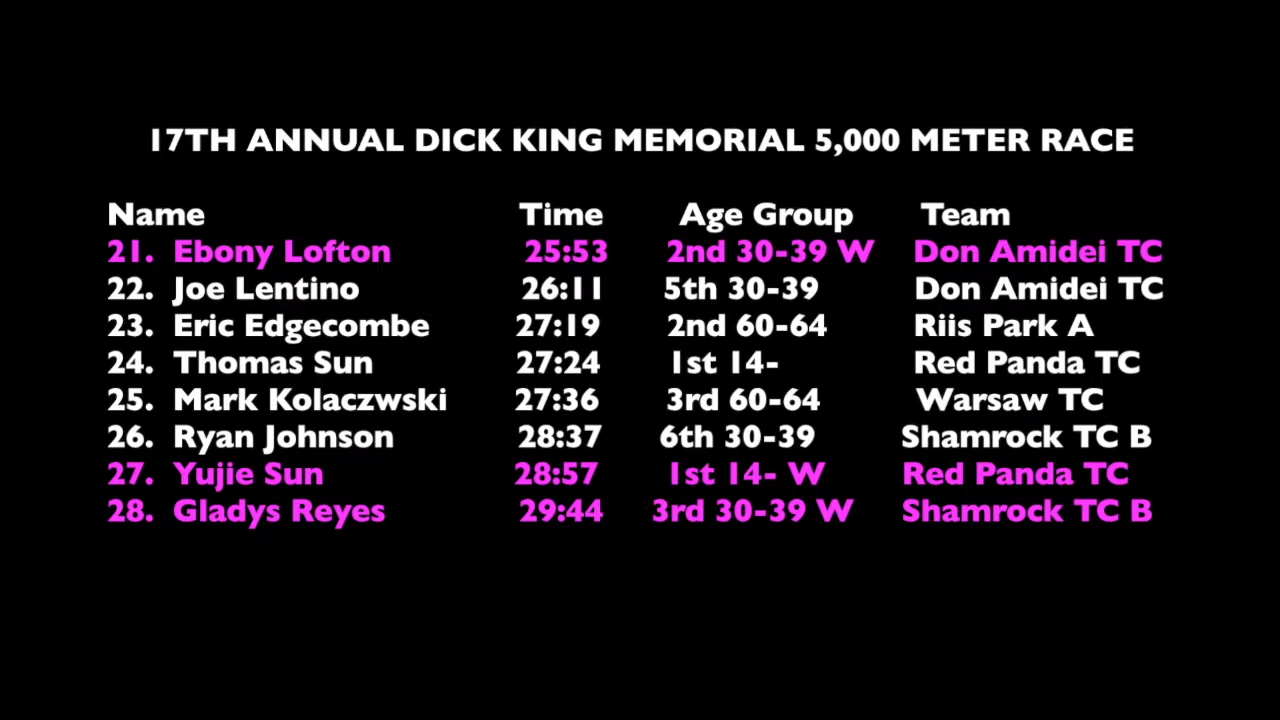 17TH ANNUAL DICK KING MEMORIAL 5,000 METER RACE
Name Time Age Group Team
21. Ebony Lofton 25:53 2nd 30-39 W Don Amidei TC
22. Joe Lentino 26:11 5th 30-39 Don Amidei TC
23. Eric Edgecombe 27:19 2nd 60-64 Riis Park A
24. Thomas Sun 27:24 1st 14- Red Panda TC
25. Mark Kolaczwski 27:36 3rd 60-64 Warsaw TC
26. Ryan Johnson 28:37 6th 30-39 Shamrock TC B
27. Yujie Sun 28:57 1st 14- W Red Panda TC
28. Gladys Reyes 29:44 3rd 30-39 W Shamrock TC B